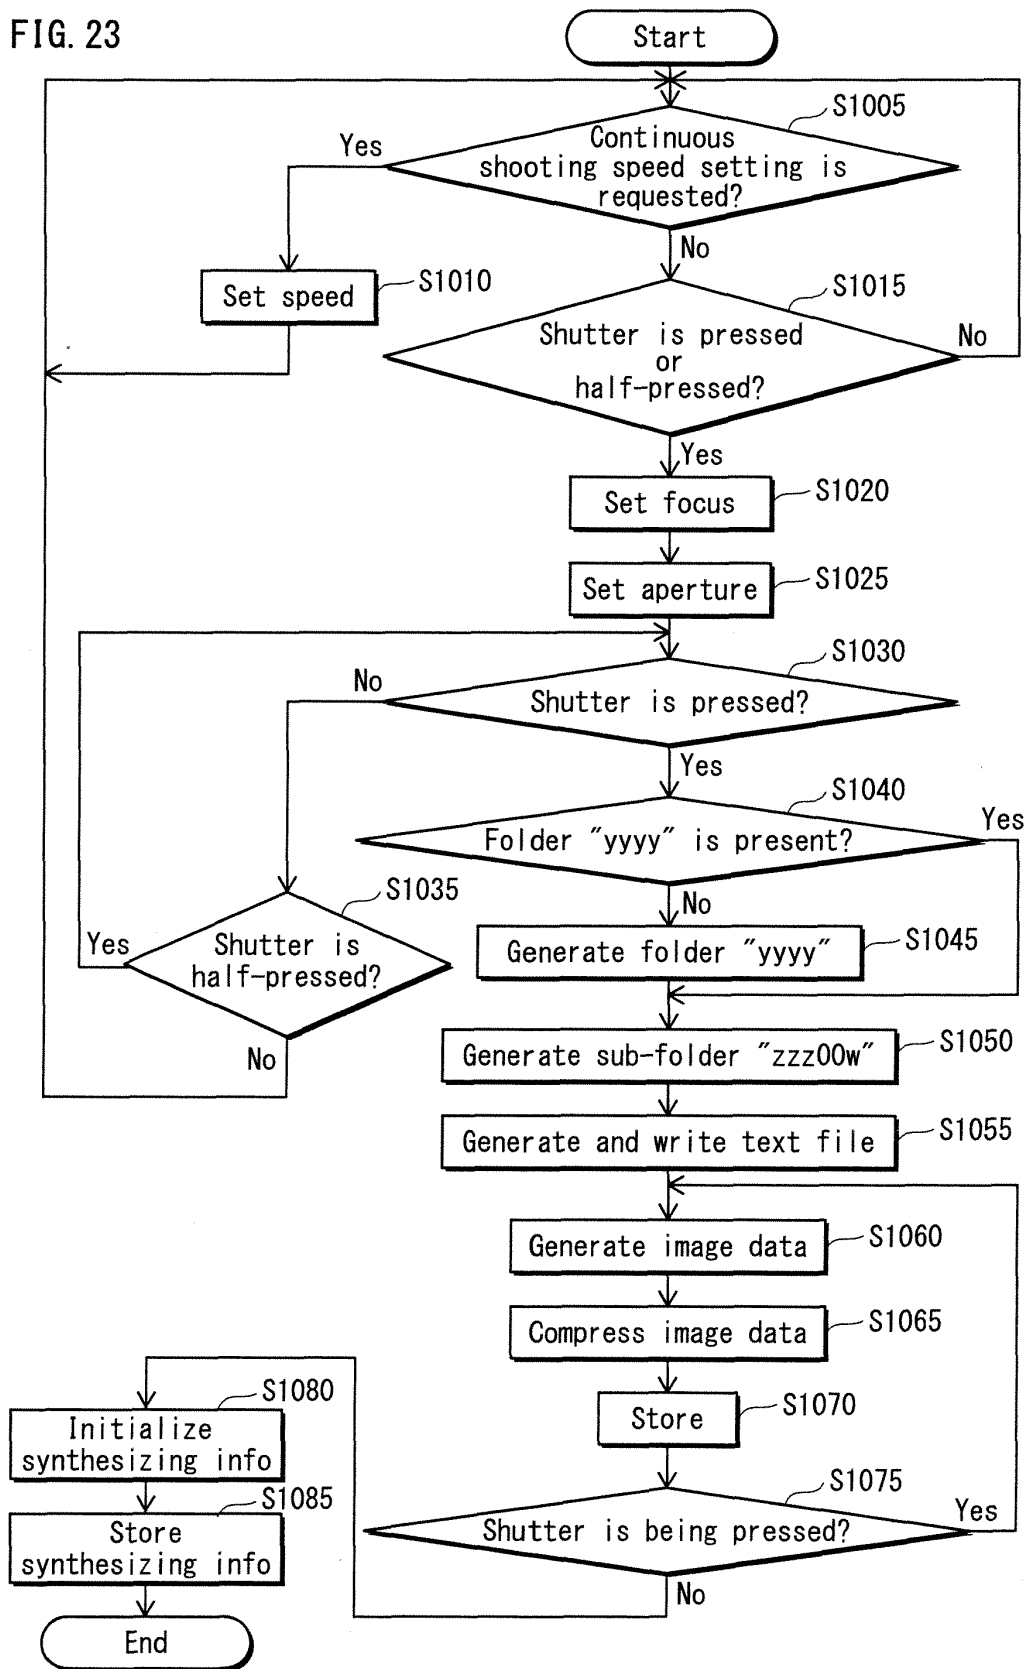 FIG. 23
Start
S1005
Continuous
shooting speed setting is
requested?
Yes
No
Set speed
S1010
S1015
Shutter is pressed
or
half-pressed?
No
Yes
Set focus
S1020
Set aperture
S1025
S1030
Shutter is pressed?
No
Yes
S1040
Folder "yyyy" is present?
Yes
No
S1035
Shutter is
half-pressed?
Yes
No
Generate folder "yyyy"
S1045
Generate sub-folder "zzz00w"
S1050
Generate and write text file
S1055
Generate image data
S1060
Compress image data
S1065
Store
S1070
S1075
Shutter is being pressed?
Yes
No
S1080
Initialize
synthesizing info
S1085
Store
synthesizing info
End